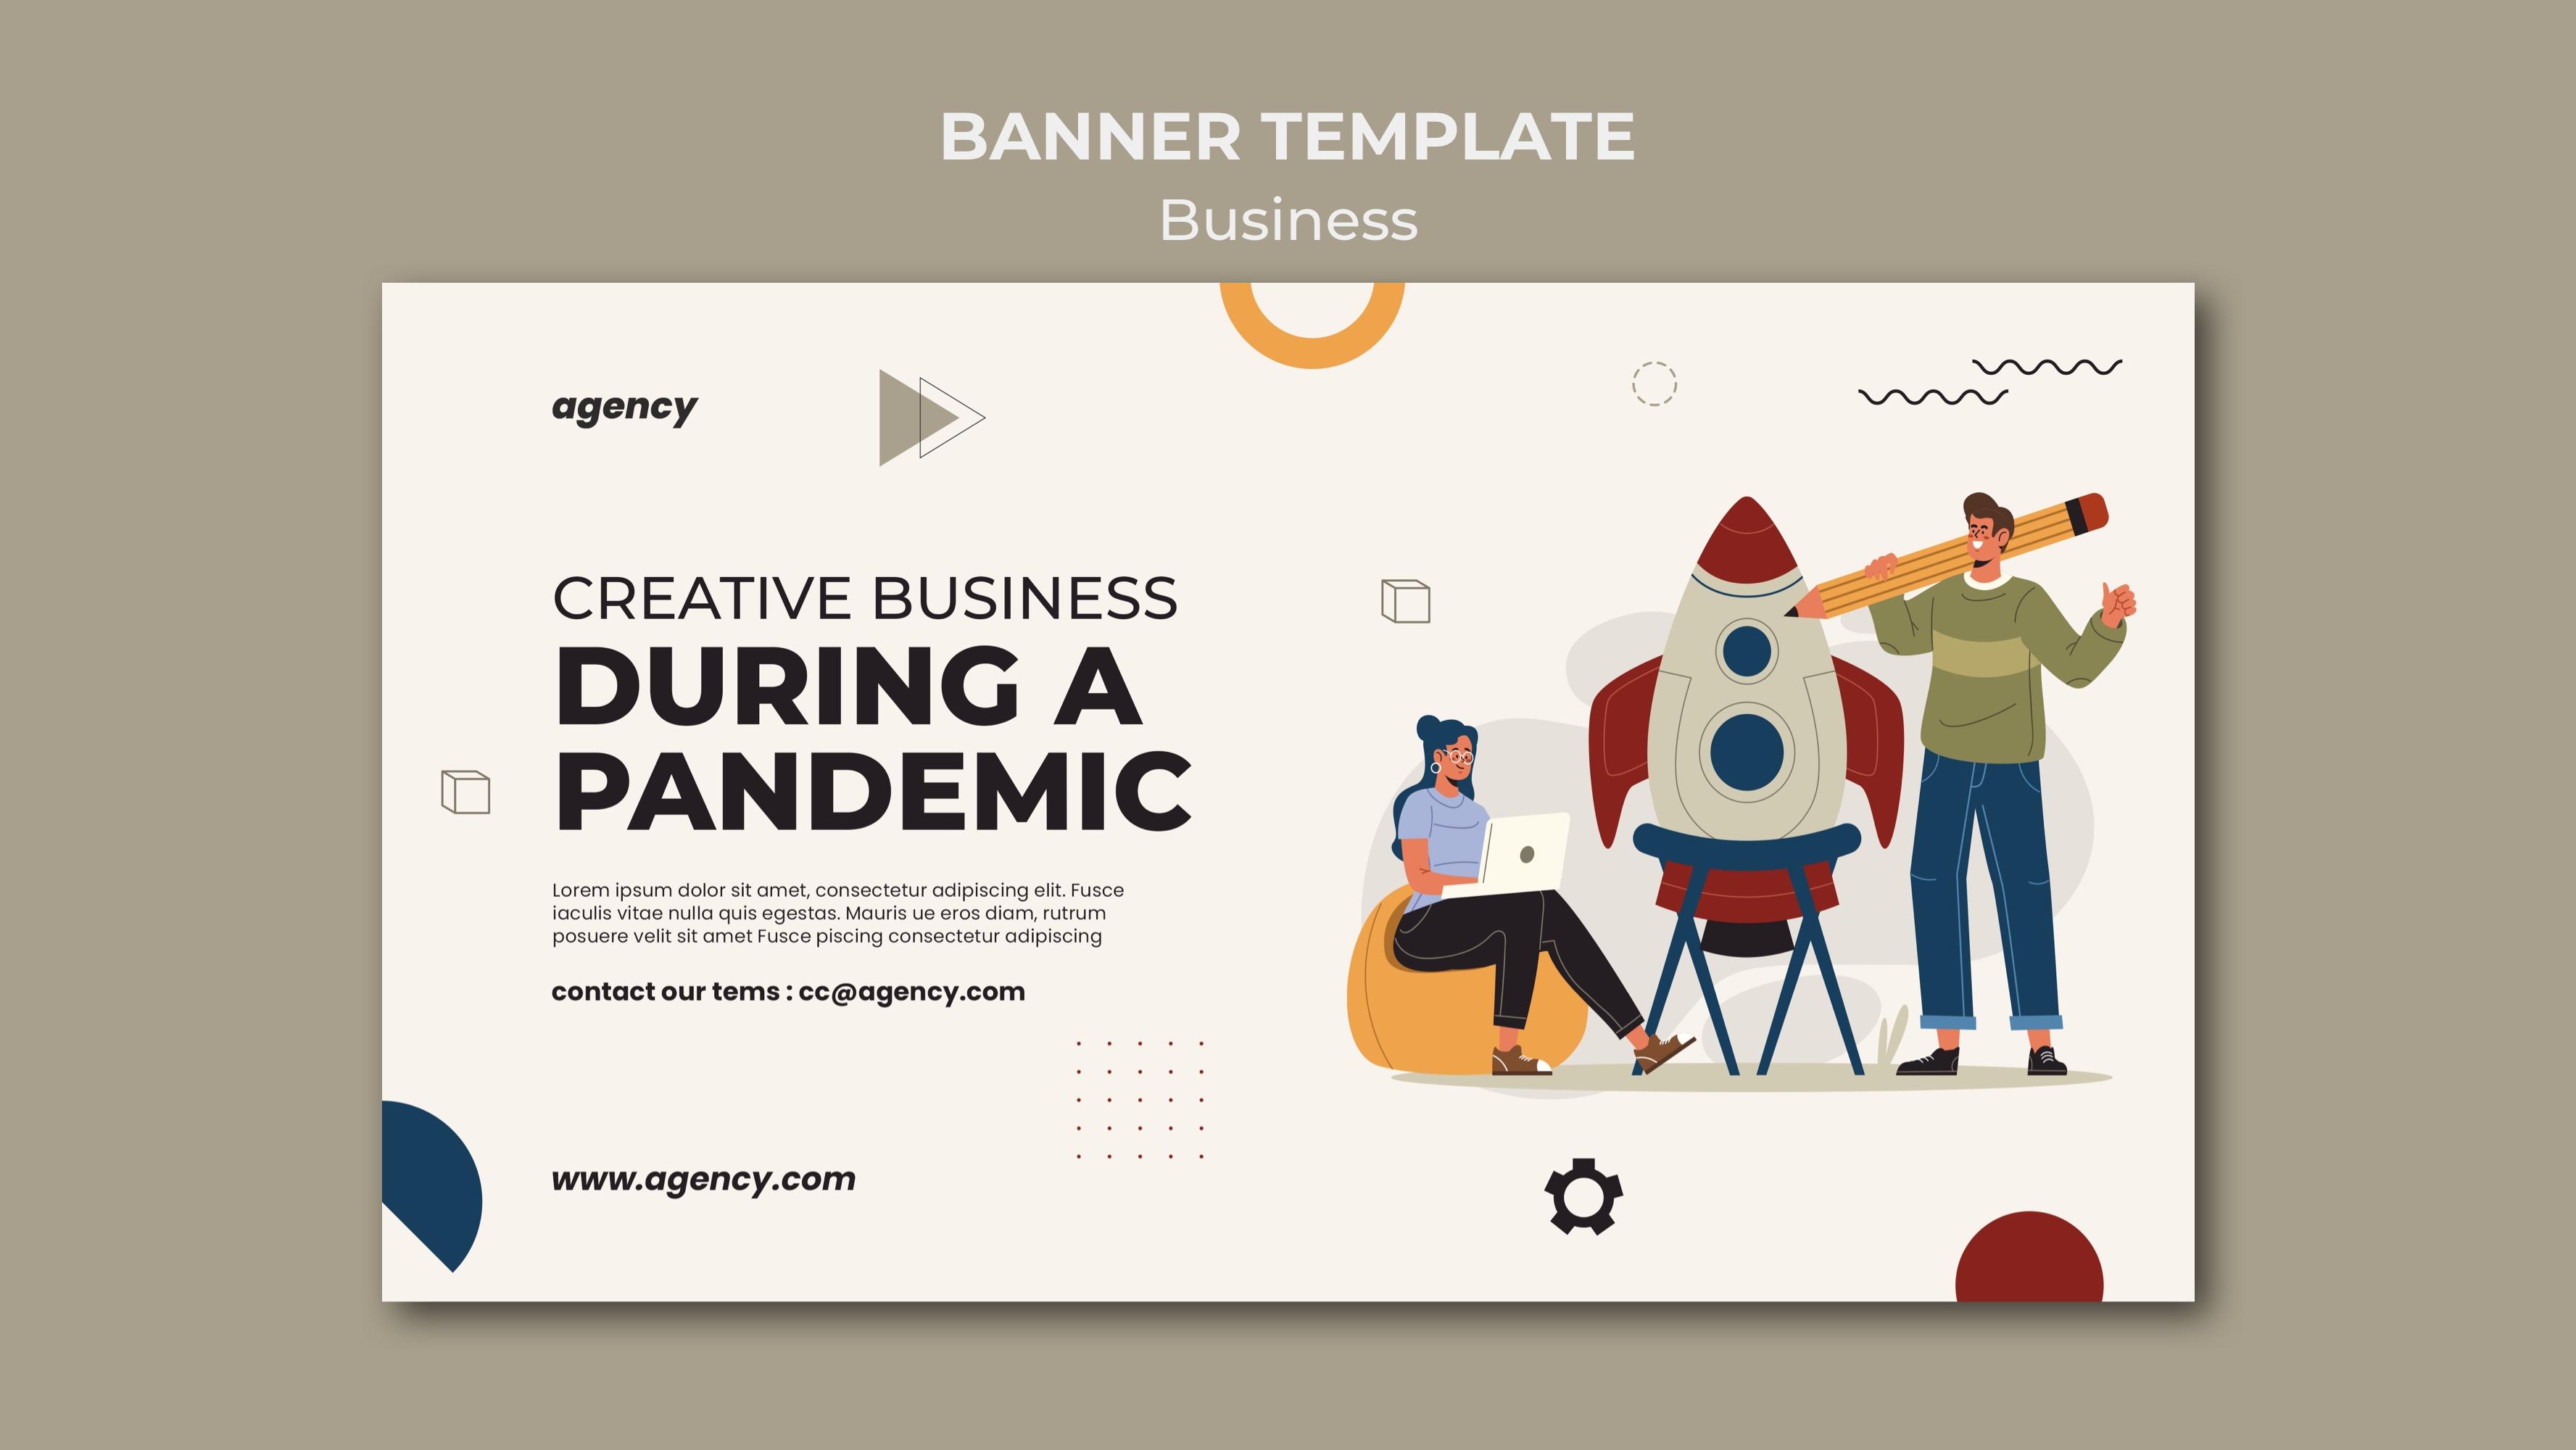 BANNER TEMPLATE
Business
agency
CREATIVE BUSINESS
DURING A
PANDEMIC
Lorem ipsum dolor sit amet, consectetur adipiscing elit. Fusce
iaculis vitae nulla quis egestas. Mauris ue eros diam, rutrum
posuere velit sit amet Fusce piscing consectetur adipiscing
contact our tems : cc@agency.com
www.agency.com